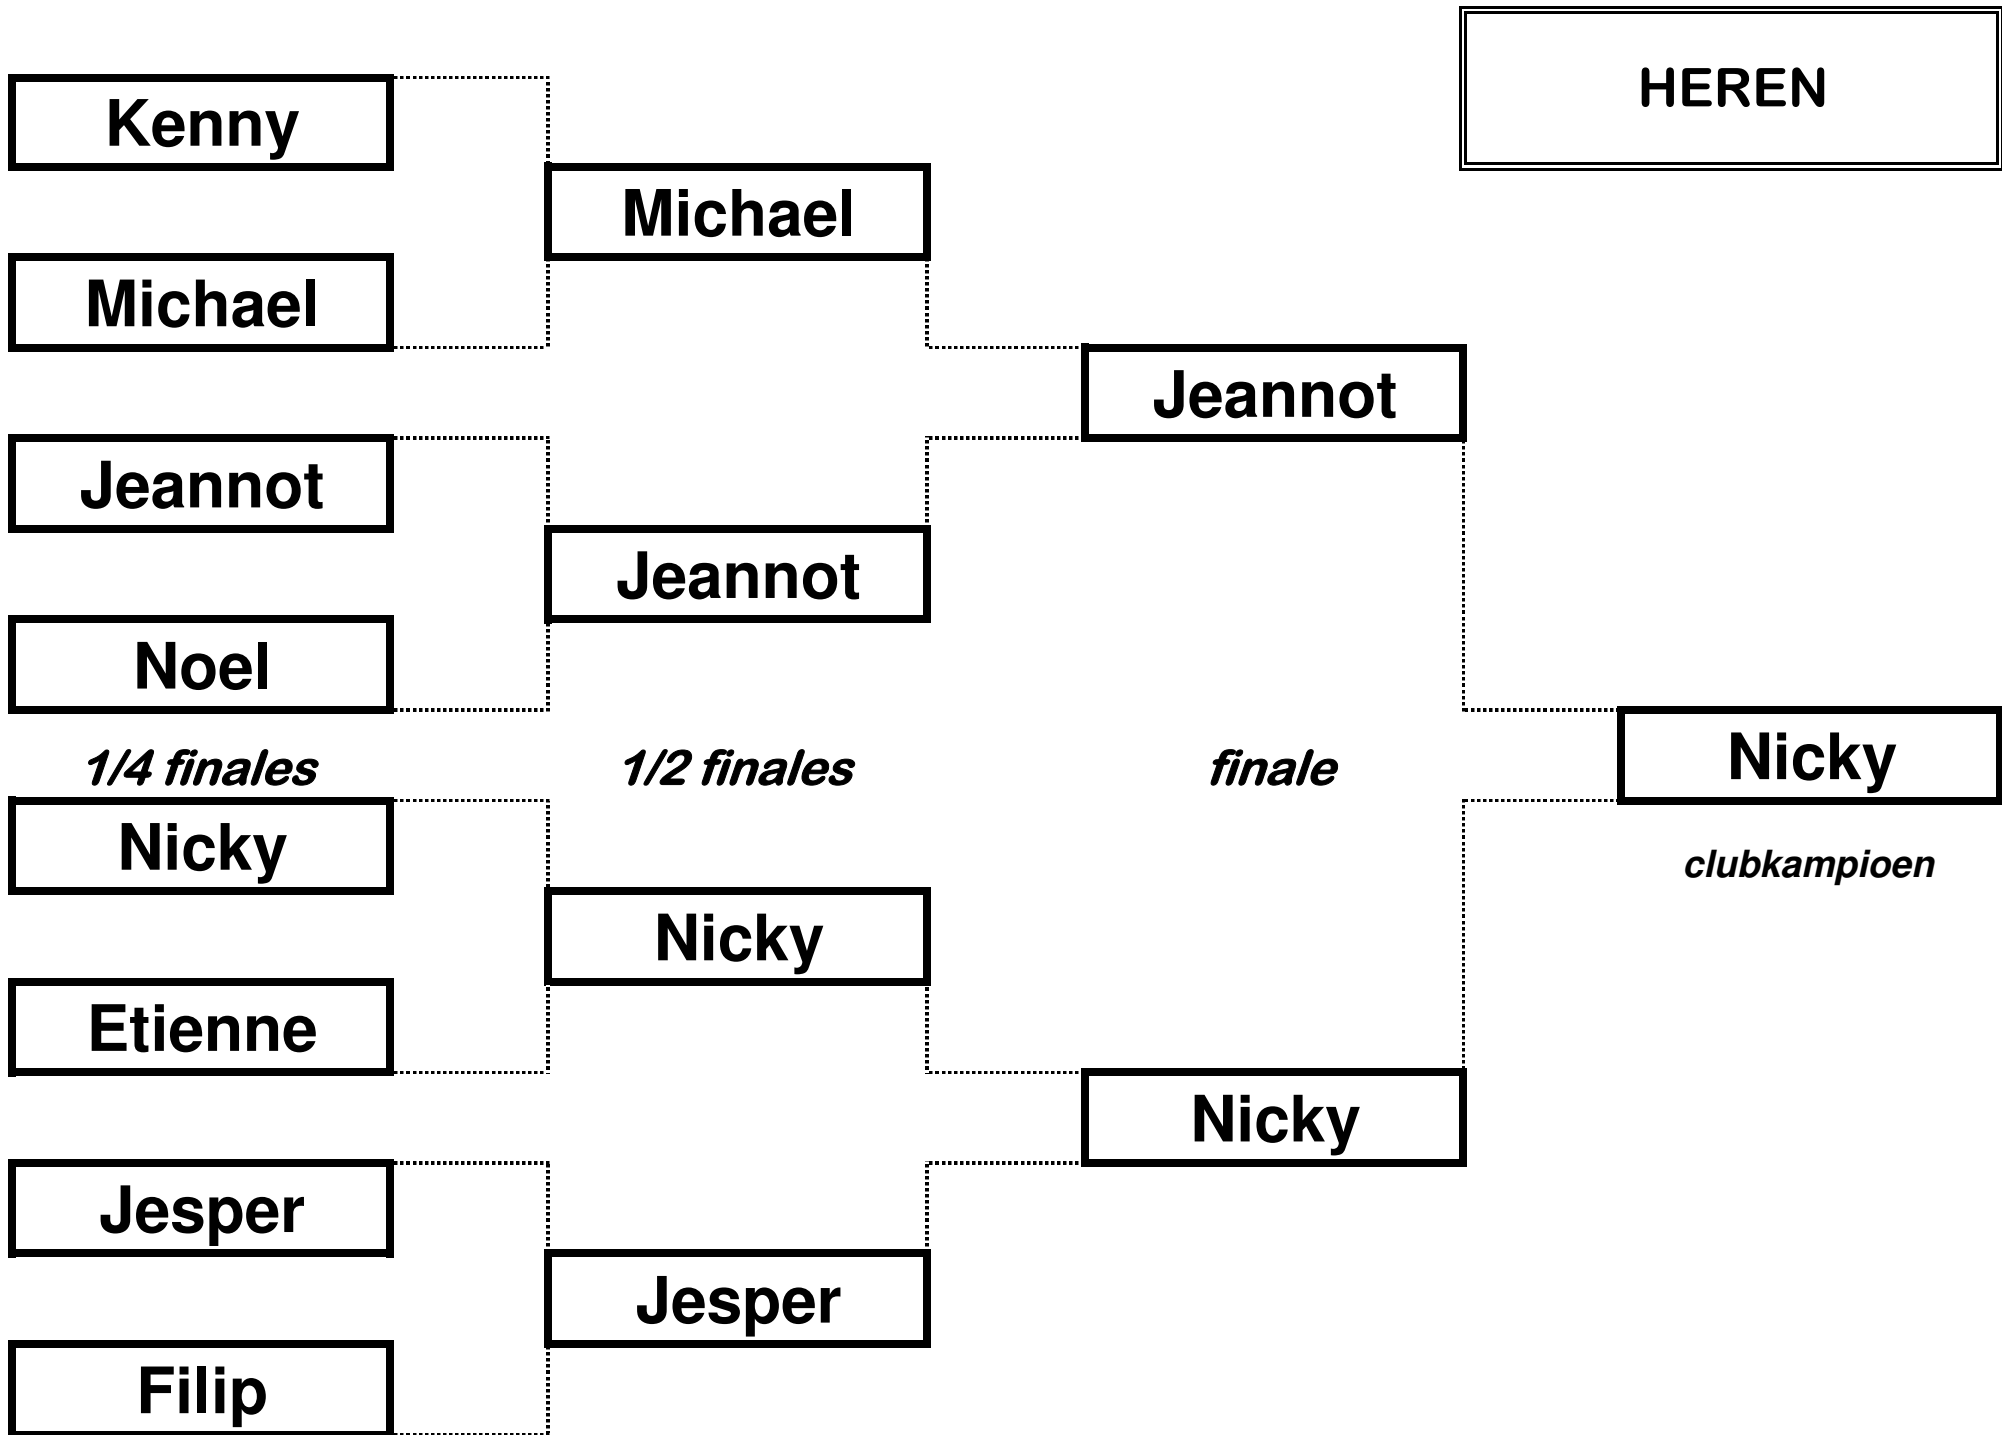 HEREN
Kenny
Michael
Michael
Jeannot
Jeannot
Jeannot
Noel
Nicky
1/4 finales 1/2 finales finale
Nicky
clubkampioen
Nicky
Etienne
Nicky
Jesper
Jesper
Filip